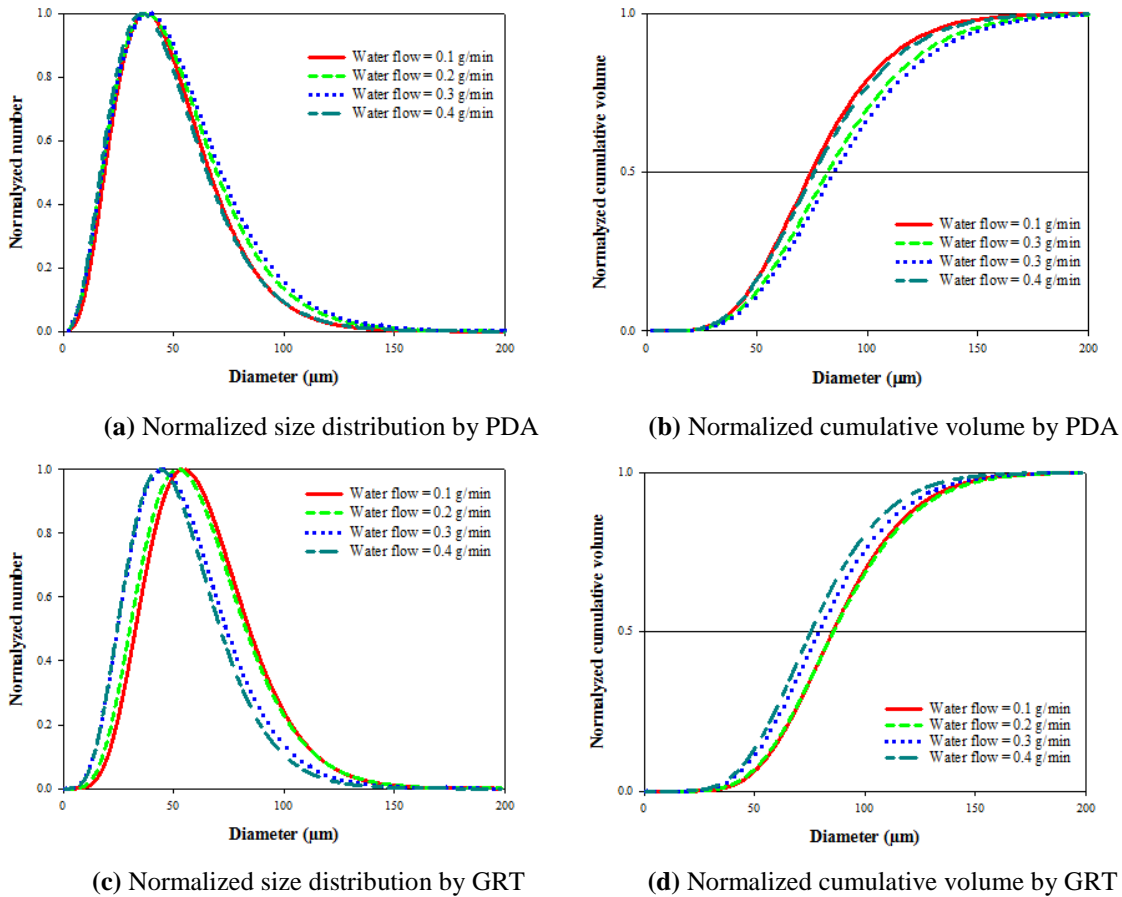 Normalyzed number
1.0
0.8
0.6
0.4
0.2
0.0
0
50
100
150
200
Diameter (µm)
Water flow = 0.1 g/min
Water flow = 0.2 g/min
Water flow = 0.3 g/min
Water flow = 0.4 g/min
(a) Normalized size distribution by PDA
Normalized cumulative volume
1.0
0.5
0.0
0
50
100
150
200
Diameter (µm)
Water flow = 0.1 g/min
Water flow = 0.3 g/min
Water flow = 0.3 g/min
Water flow = 0.4 g/min
(b) Normalized cumulative volume by PDA
Normalyzed number
1.0
0.8
0.6
0.4
0.2
0.0
0
50
100
150
200
Diameter (µm)
Water flow = 0.1 g/min
Water flow = 0.2 g/min
Water flow = 0.3 g/min
Water flow = 0.4 g/min
(c) Normalized size distribution by GRT
Normalized cumulative volume
1.0
0.5
0.0
0
50
100
150
200
Diameter (µm)
Water flow = 0.1 g/min
Water flow = 0.2 g/min
Water flow = 0.3 g/min
Water flow = 0.4 g/min
(d) Normalized cumulative volume by GRT